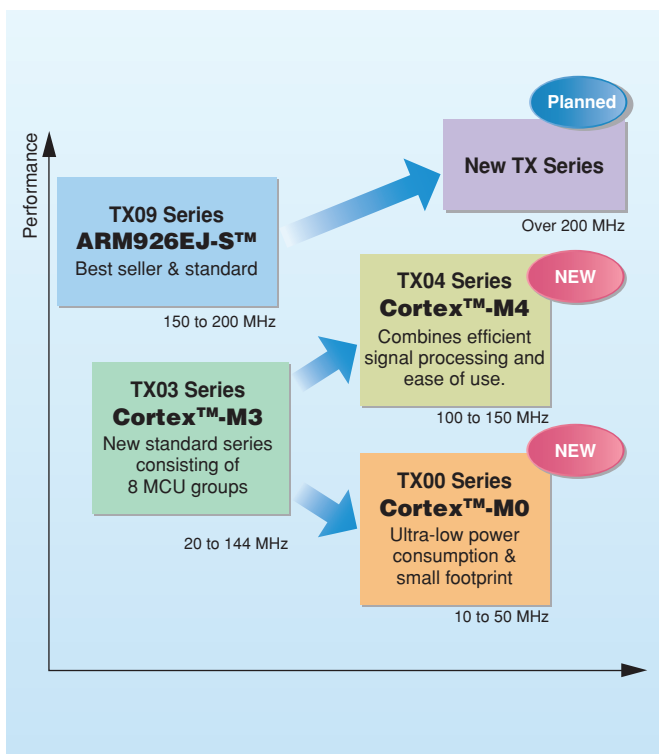 Performance
Planned
New TX Series
Over 200 MHz
TX09 Series
ARM926EJ-S™
Best seller & standard
150 to 200 MHz
NEW
TX04 Series
Cortex™-M4
Combines efficient
signal processing and
ease of use.
100 to 150 MHz
TX03 Series
Cortex™-M3
New standard series
consisting of
8 MCU groups
20 to 144 MHz
NEW
TX00 Series
Cortex™-M0
Ultra-low power
consumption &
small footprint
10 to 50 MHz